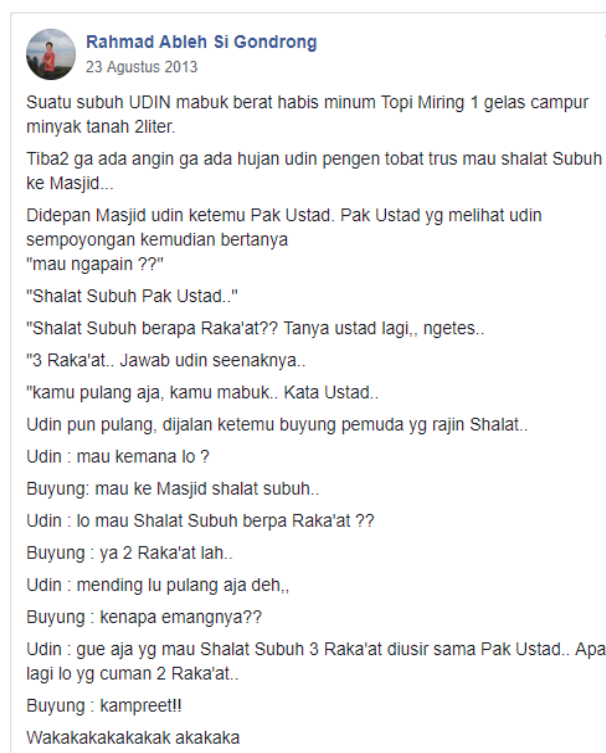 Rahmad Ableh Si Gondrong
23 Agustus 2013
Suatu subuh UDIN mabuk berat habis minum Topi Miring 1 gelas campur
minyak tanah 2liter.
Tiba2 ga ada angin ga ada hujan udin pengen tobat trus mau shalat Subuh
ke Masjid...
Didepan Masjid udin ketemu Pak Ustad. Pak Ustad yg melihat udin
sempoyongan kemudian bertanya
"mau ngapain ??"
"Shalat Subuh Pak Ustad.."
"Shalat Subuh berapa Raka'at?? Tanya ustad lagi,, ngetes..
"3 Raka'at.. Jawab udin seenaknya..
"kamu pulang aja, kamu mabuk.. Kata Ustad..
Udin pun pulang, dijalan ketemu buyung pemuda yg rajin Shalat..
Udin : mau kemana lo ?
Buyung: mau ke Masjid shalat subuh..
Udin : lo mau Shalat Subuh berpa Raka'at ??
Buyung : ya 2 Raka'at lah..
Udin : mending lu pulang aja deh,,
Buyung : kenapa emangnya??
Udin : gue aja yg mau Shalat Subuh 3 Raka'at diusir sama Pak Ustad.. Apa
lagi lo yg cuman 2 Raka'at..
Buyung : kampreet!!
Wakakakakakakak akakaka